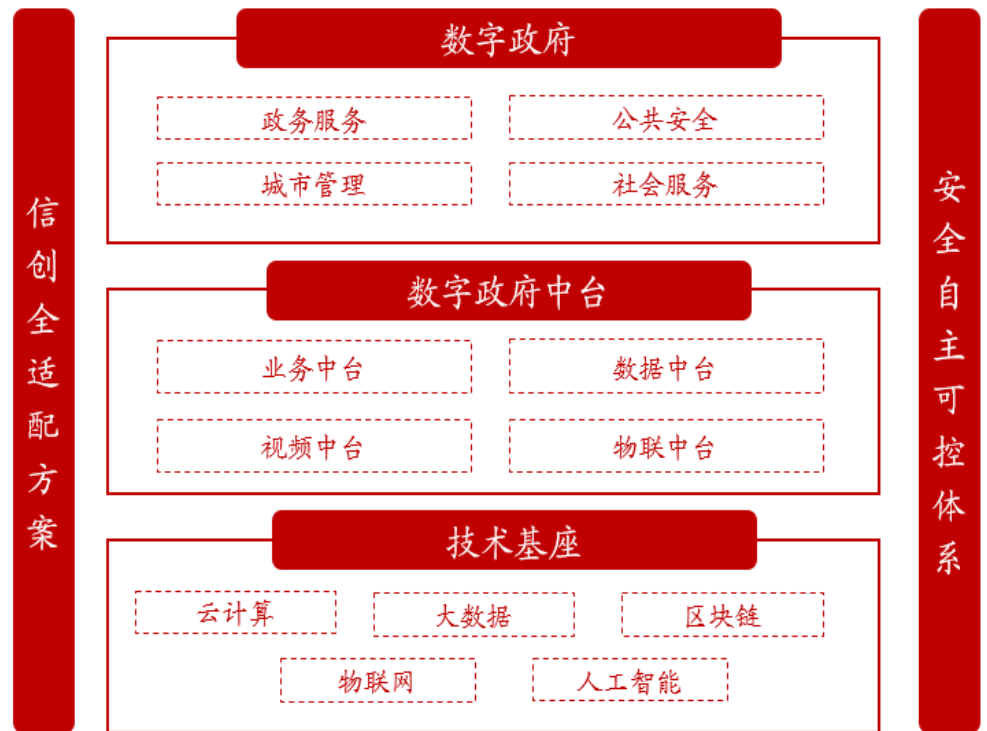 信创全适配方案
数字政府
政务服务
公共安全
城市管理
社会服务
数字政府中台
业务中台
数据中台
视频中台
物联中台
技术基座
云计算
大数据
区块链
物联网
人工智能
安全自主可控体系